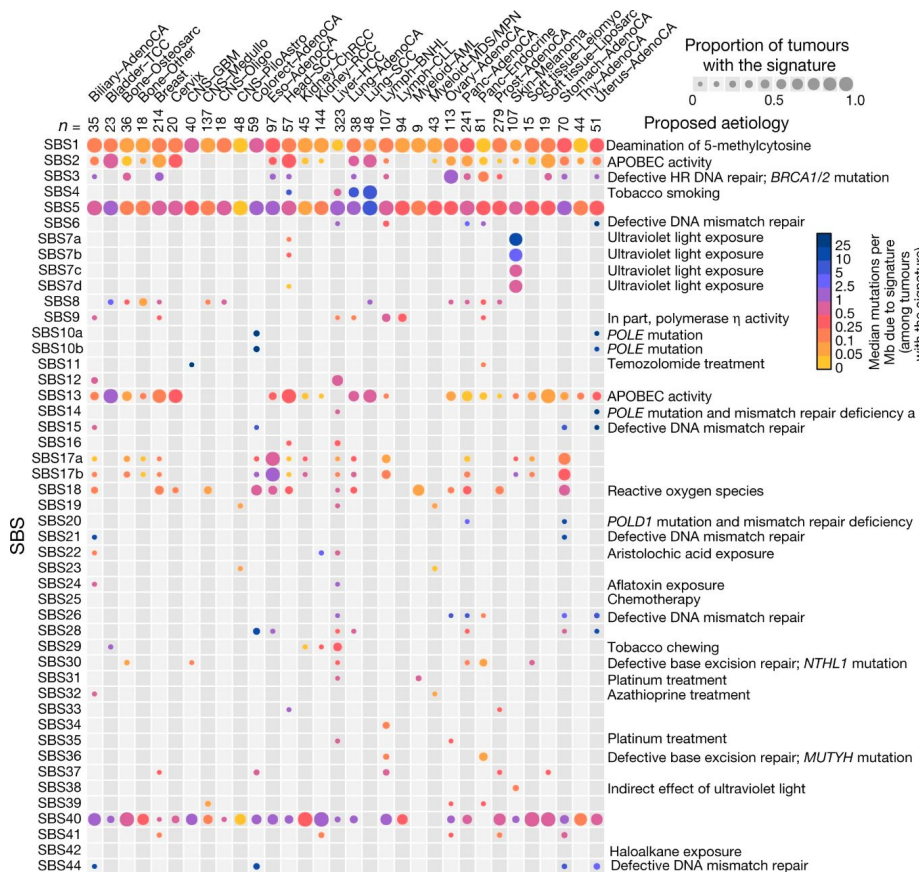 Biliary-AdenoCA
Bladder-TCC
Bone-Osteosarc
Bone-Other
Breast
Cervix
CNS-GBM
CNS-Medullo
CNS-Oligo
CNS-PiloAstro
Colorect-AdenoCA
Eso-AdenoCA
Head-SCC
Kidney-ChRCC
Kidney-RCC
Liver-HCC
Lung-AdenoCA
Lung-SCC
Lymph-BNHL
Lymph-CLL
Myeloid-AML
Myeloid-MDS/MPN
Ovary-AdenoCA
Panc-AdenoCA
Panc-Endocrine
Prost-AdenoCA
Skin-Melanoma
SoftTissue-Leiomyo
SoftTissue-Liposarc
Stomach-AdenoCA
Thy-AdenoCA
Uterus-AdenoCA
Proportion of tumours
with the signature
0 1.0
Proposed aetiology
n = 35 23 36 18 214 20 40 137 18 48 59 97 57 45 144 323 38 48 107 94 9 43 113 241 81 279 107 15 19 70 44 51
SBS
SBS1 Deamination of 5-methylcytosine
SBS2 APOBEC activity
SBS3 Defective HR DNA repair; BRCA1/2 mutation
SBS4 Tobacco smoking
SBS5
SBS6 Defective DNA mismatch repair
SBS7a Ultraviolet light exposure
SBS7b Ultraviolet light exposure
SBS7c Ultraviolet light exposure
SBS7d Ultraviolet light exposure
SBS8
SBS9 In part, polymerase η activity
SBS10a POLE mutation
SBS10b POLE mutation
SBS11 Temozolomide treatment
SBS12
SBS13 APOBEC activity
SBS14 POLE mutation and mismatch repair deficiency a
SBS15 Defective DNA mismatch repair
SBS16
SBS17a
SBS17b
SBS18 Reactive oxygen species
SBS19
SBS20 POLD1 mutation and mismatch repair deficiency
SBS21 Defective DNA mismatch repair
SBS22 Aristolochic acid exposure
SBS23
SBS24 Aflatoxin exposure
SBS25 Chemotherapy
SBS26 Defective DNA mismatch repair
SBS28
SBS29 Tobacco chewing
SBS30 Defective base excision repair; NTHL1 mutation
SBS31 Platinum treatment
SBS32 Azathioprine treatment
SBS33
SBS34
SBS35 Platinum treatment
SBS36 Defective base excision repair; MUTYH mutation
SBS37
SBS38 Indirect effect of ultraviolet light
SBS39
SBS40
SBS41
SBS42 Haloalkane exposure
SBS44 Defective DNA mismatch repair
25
10
5
2.5
1.5
0.5
0.25
0.1
0.05
0
Median mutations per
Mb due to signature
(among tumours
with the signature)